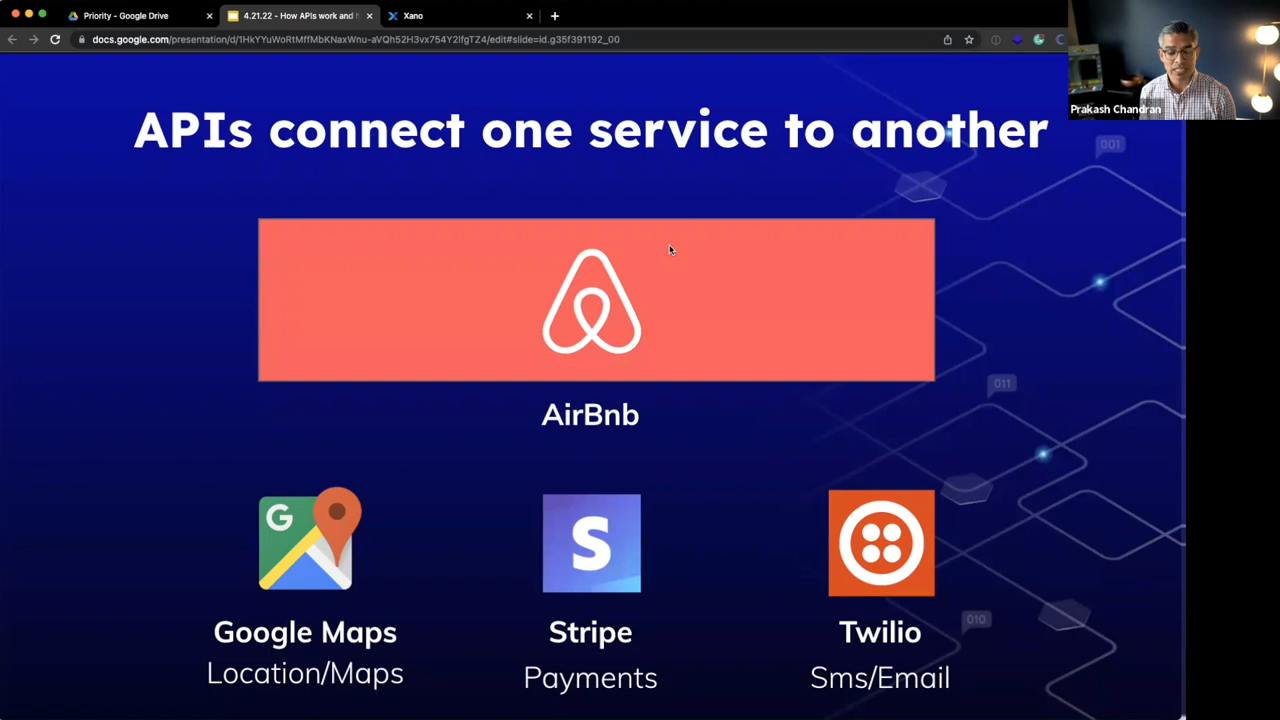 Priority - Google Drive
4.21.22 - How APIs work and h
Xano
docs.google.com/presentation/d/1HkYYuWoRtMffMbKNaxWnu-aVQh52H3vx754Y2IfgTZ4/edit#slide=id.g35f391192_00
Prakash Chandran
APIs connect one service to another
001
AirBnb
011
G
S
Google Maps
Stripe
Twilio
010
Location/Maps
Payments
Sms/Email